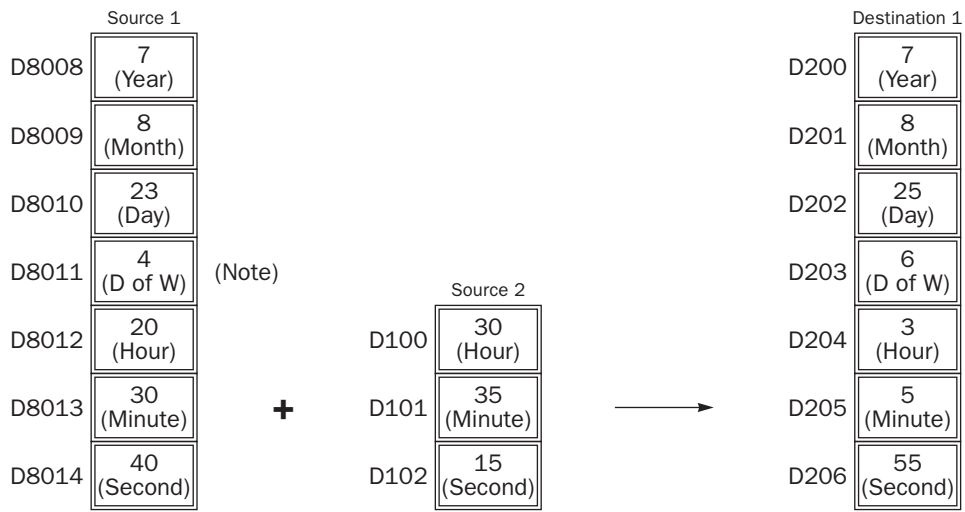 Source 1
D8008
7
(Year)
D8009
8
(Month)
D8010
23
(Day)
D8011
4
(D of W)
(Note)
D8012
20
(Hour)
D8013
30
(Minute)
D8014
40
(Second)
+
Source 2
D100
30
(Hour)
D101
35
(Minute)
D102
15
(Second)
Destination 1
D200
7
(Year)
D201
8
(Month)
D202
25
(Day)
D203
6
(D of W)
D204
3
(Hour)
D205
5
(Minute)
D206
55
(Second)